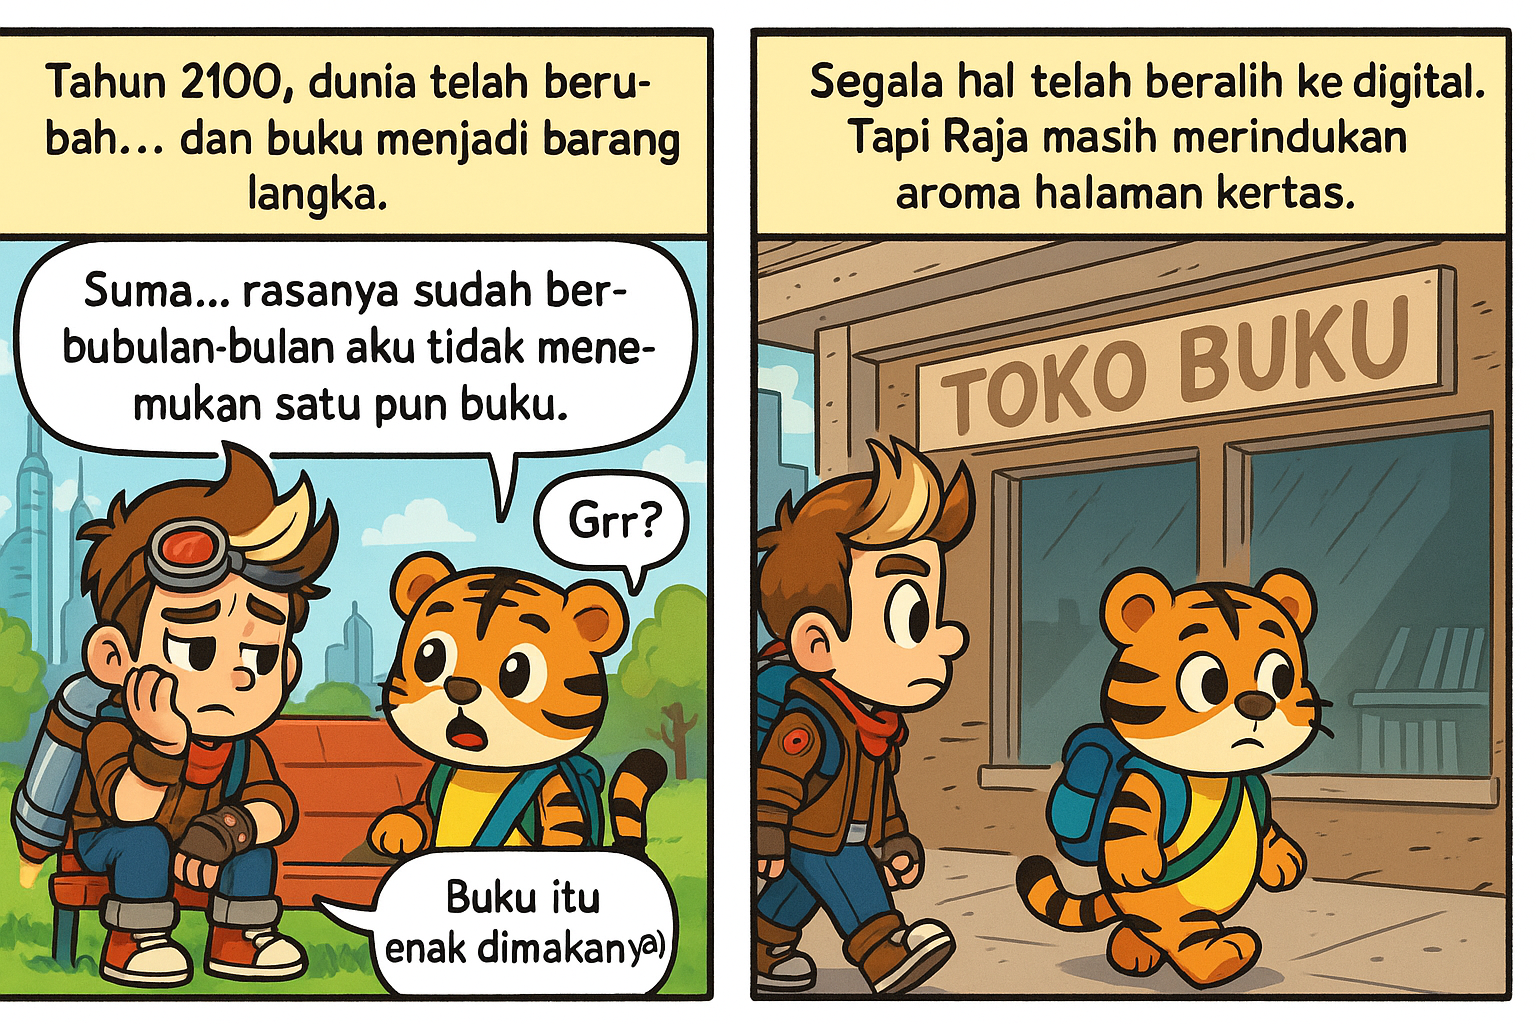 Tahun 2100, dunia telah beru-
bah... dan buku menjadi barang
langka.
Suma... rasanya sudah ber-
bubulan-bulan aku tidak mene-
mukan satu pun buku.
Grr?
Buku itu
enak dimakanya)
Segala hal telah beralih ke digital.
Tapi Raja masih merindukan
aroma halaman kertas.
TOKO BUKU